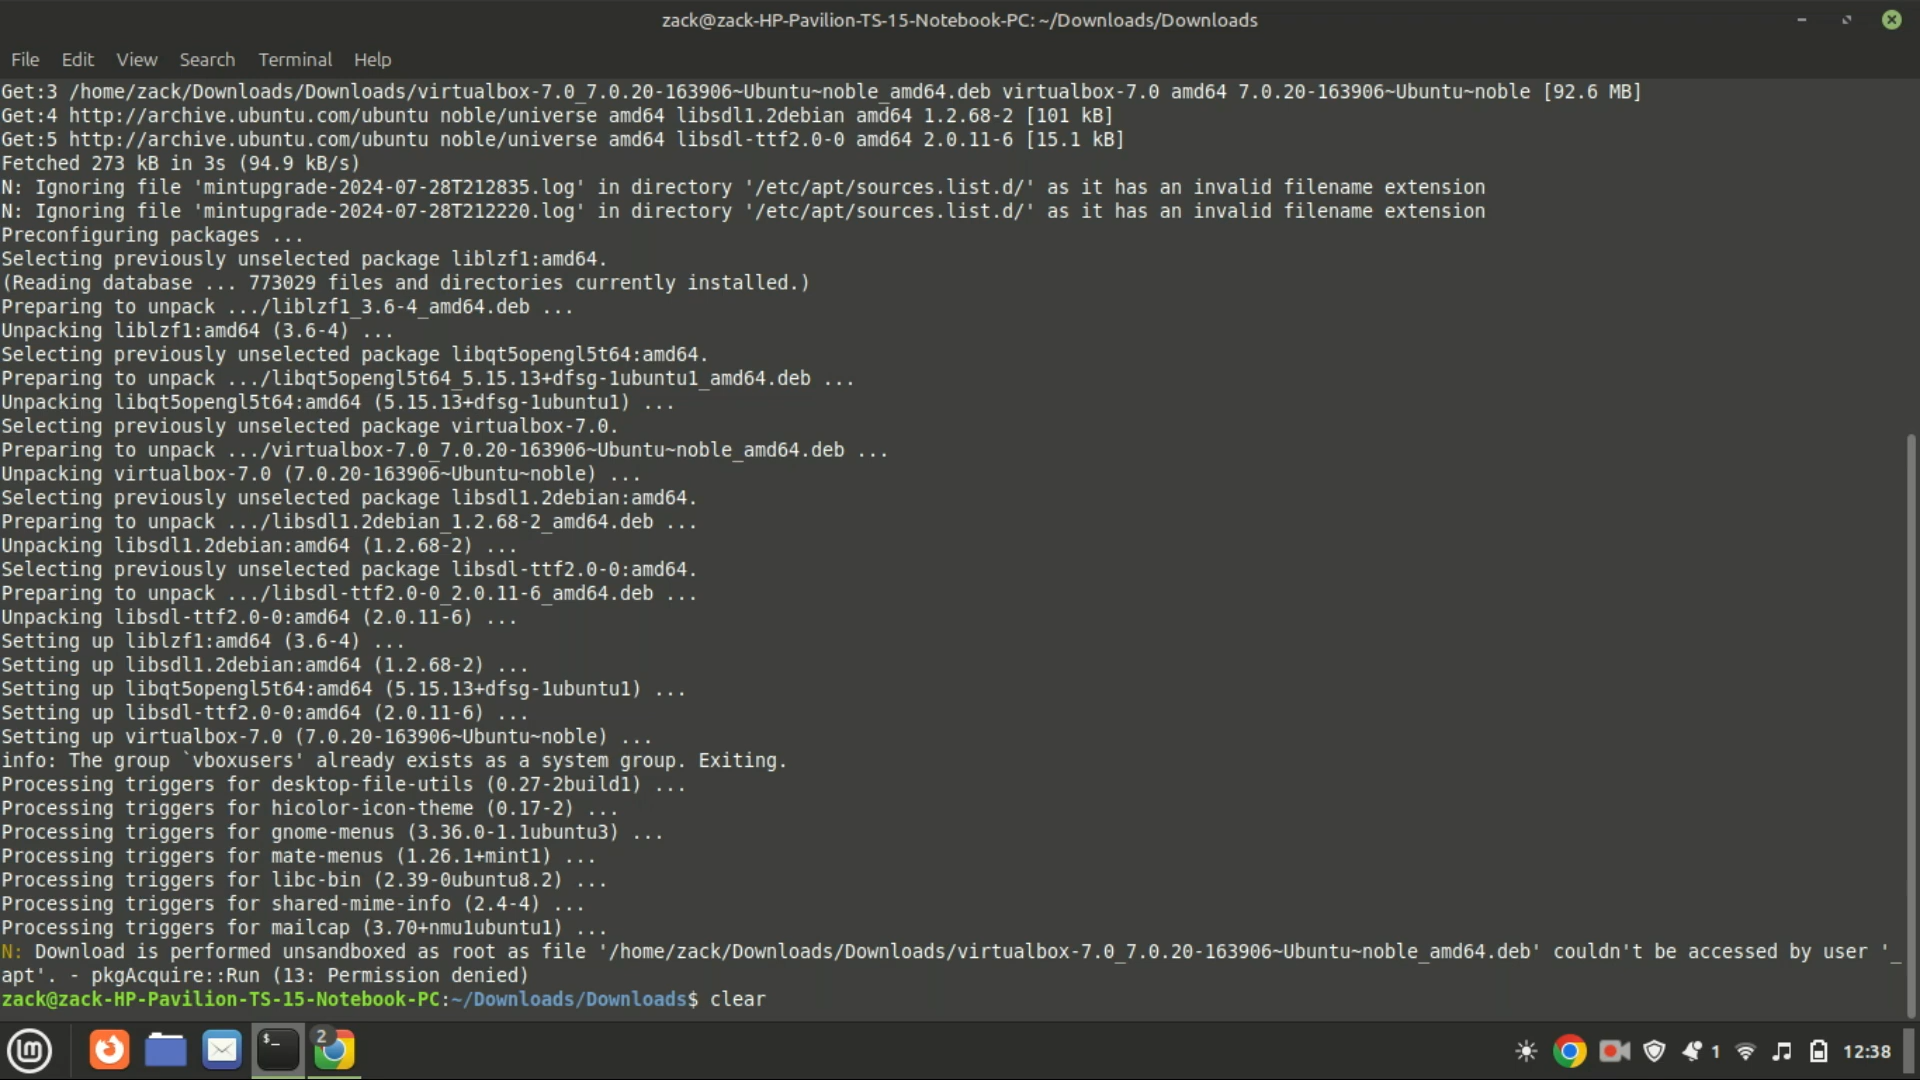 zack@zack-HP-Pavilion-TS-15-Notebook-PC: ~/Downloads/Downloads
File Edit View Search Terminal Help
Get:3 /home/zack/Downloads/Downloads/virtualbox-7.0_7.0.20-163906~Ubuntu~noble_amd64.deb virtualbox-7.0 amd64 7.0.20-163906~Ubuntu~noble [92.6 MB]
Get:4 http://archive.ubuntu.com/ubuntu noble/universe amd64 libsdl1.2debian amd64 1.2.68-2 [101 kB]
Get:5 http://archive.ubuntu.com/ubuntu noble/universe amd64 libsdl-ttf2.0-0 amd64 2.0.11-6 [15.1 kB]
Fetched 273 kB in 3s (94.9 kB/s)
N: Ignoring file 'mintupgrade-2024-07-28T212835.log' in directory '/etc/apt/sources.list.d/' as it has an invalid filename extension
N: Ignoring file 'mintupgrade-2024-07-28T212220.log' in directory '/etc/apt/sources.list.d/' as it has an invalid filename extension
Preconfiguring packages ...
Selecting previously unselected package liblzf1:amd64.
(Reading database ... 773029 files and directories currently installed.)
Preparing to unpack .../liblzf1_3.6-4_amd64.deb ...
Unpacking liblzf1:amd64 (3.6-4) ...
Selecting previously unselected package libqt5opengl5t64:amd64.
Preparing to unpack .../libqt5opengl5t64_5.15.13+dfsg-1ubuntu1_amd64.deb ...
Unpacking libqt5opengl5t64:amd64 (5.15.13+dfsg-1ubuntu1) ...
Selecting previously unselected package virtualbox-7.0.
Preparing to unpack .../virtualbox-7.0_7.0.20-163906~Ubuntu~noble_amd64.deb ...
Unpacking virtualbox-7.0 (7.0.20-163906~Ubuntu~noble) ...
Selecting previously unselected package libsdl1.2debian:amd64.
Preparing to unpack .../libsdl1.2debian_1.2.68-2_amd64.deb ...
Unpacking libsdl1.2debian:amd64 (1.2.68-2) ...
Selecting previously unselected package libsdl-ttf2.0-0:amd64.
Preparing to unpack .../libsdl-ttf2.0-0_2.0.11-6_amd64.deb ...
Unpacking libsdl-ttf2.0-0:amd64 (2.0.11-6) ...
Setting up liblzf1:amd64 (3.6-4) ...
Setting up libsdl1.2debian:amd64 (1.2.68-2) ...
Setting up libqt5opengl5t64:amd64 (5.15.13+dfsg-1ubuntu1) ...
Setting up libsdl-ttf2.0-0:amd64 (2.0.11-6) ...
Setting up virtualbox-7.0 (7.0.20-163906~Ubuntu~noble) ...
info: The group `vboxusers' already exists as a system group. Exiting.
Processing triggers for desktop-file-utils (0.27-2build1) ...
Processing triggers for hicolor-icon-theme (0.17-2) ...
Processing triggers for gnome-menus (3.36.0-1.1ubuntu3) ...
Processing triggers for mate-menus (1.26.1+mint1) ...
Processing triggers for libc-bin (2.39-0ubuntu8.2) ...
Processing triggers for shared-mime-info (2.4-4) ...
Processing triggers for mailcap (3.70+nmu1ubuntu1) ...
N: Download is performed unsandboxed as root as file '/home/zack/Downloads/Downloads/virtualbox-7.0_7.0.20-163906~Ubuntu~noble_amd64.deb' couldn't be accessed by user '_
apt'. - pkgAcquire::Run (13: Permission denied)
zack@zack-HP-Pavilion-TS-15-Notebook-PC:~/Downloads/Downloads$ clear
$_ 2 1 12:38